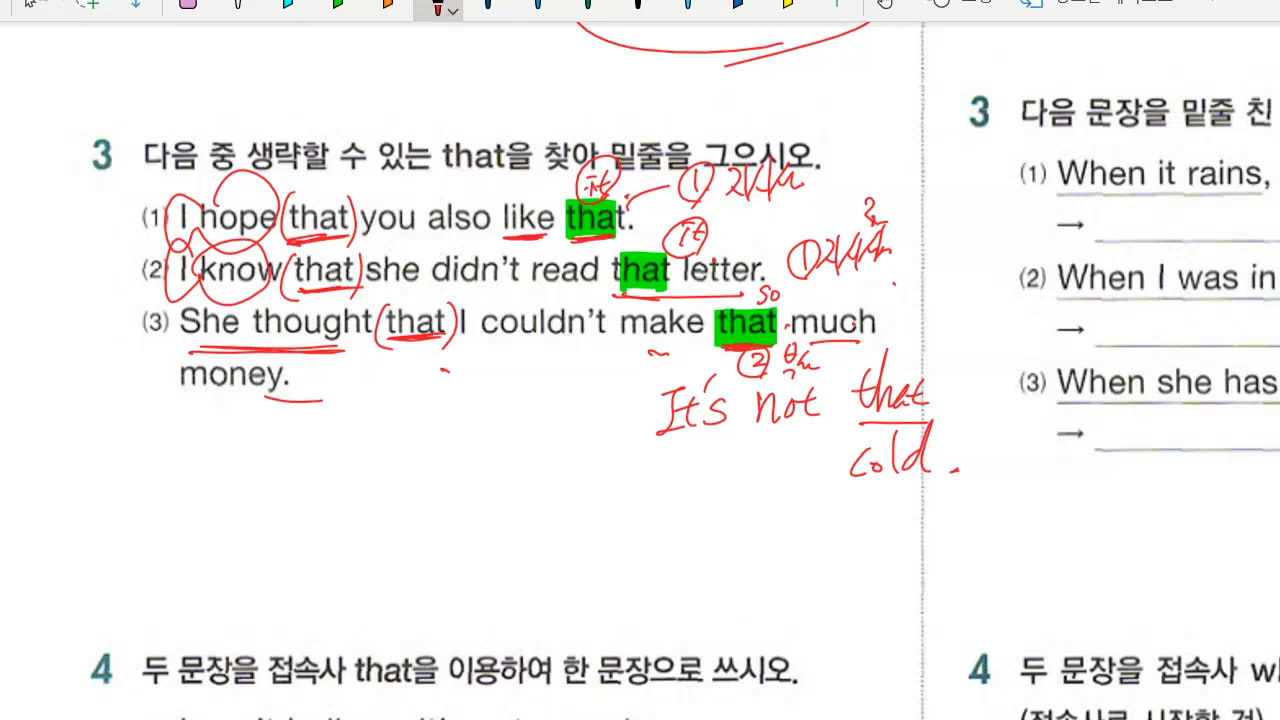 3 다음 중 생략할 수 있는 that을 찾아 밑줄을 그으시오.
it ①
(1) I hope (that) you also like that.
It
(2) I know (that) she didn't read that letter. ①
so
(3) She thought (that) I couldn't make that much
②
money.
It's not that
cold.
4 두 문장을 접속사 that을 이용하여 한 문장으로 쓰시오.
3 다음 문장을 밑줄 친
(1) When it rains,
→
(2) When I was in
→
(3) When she has
→
4 두 문장을 접속사